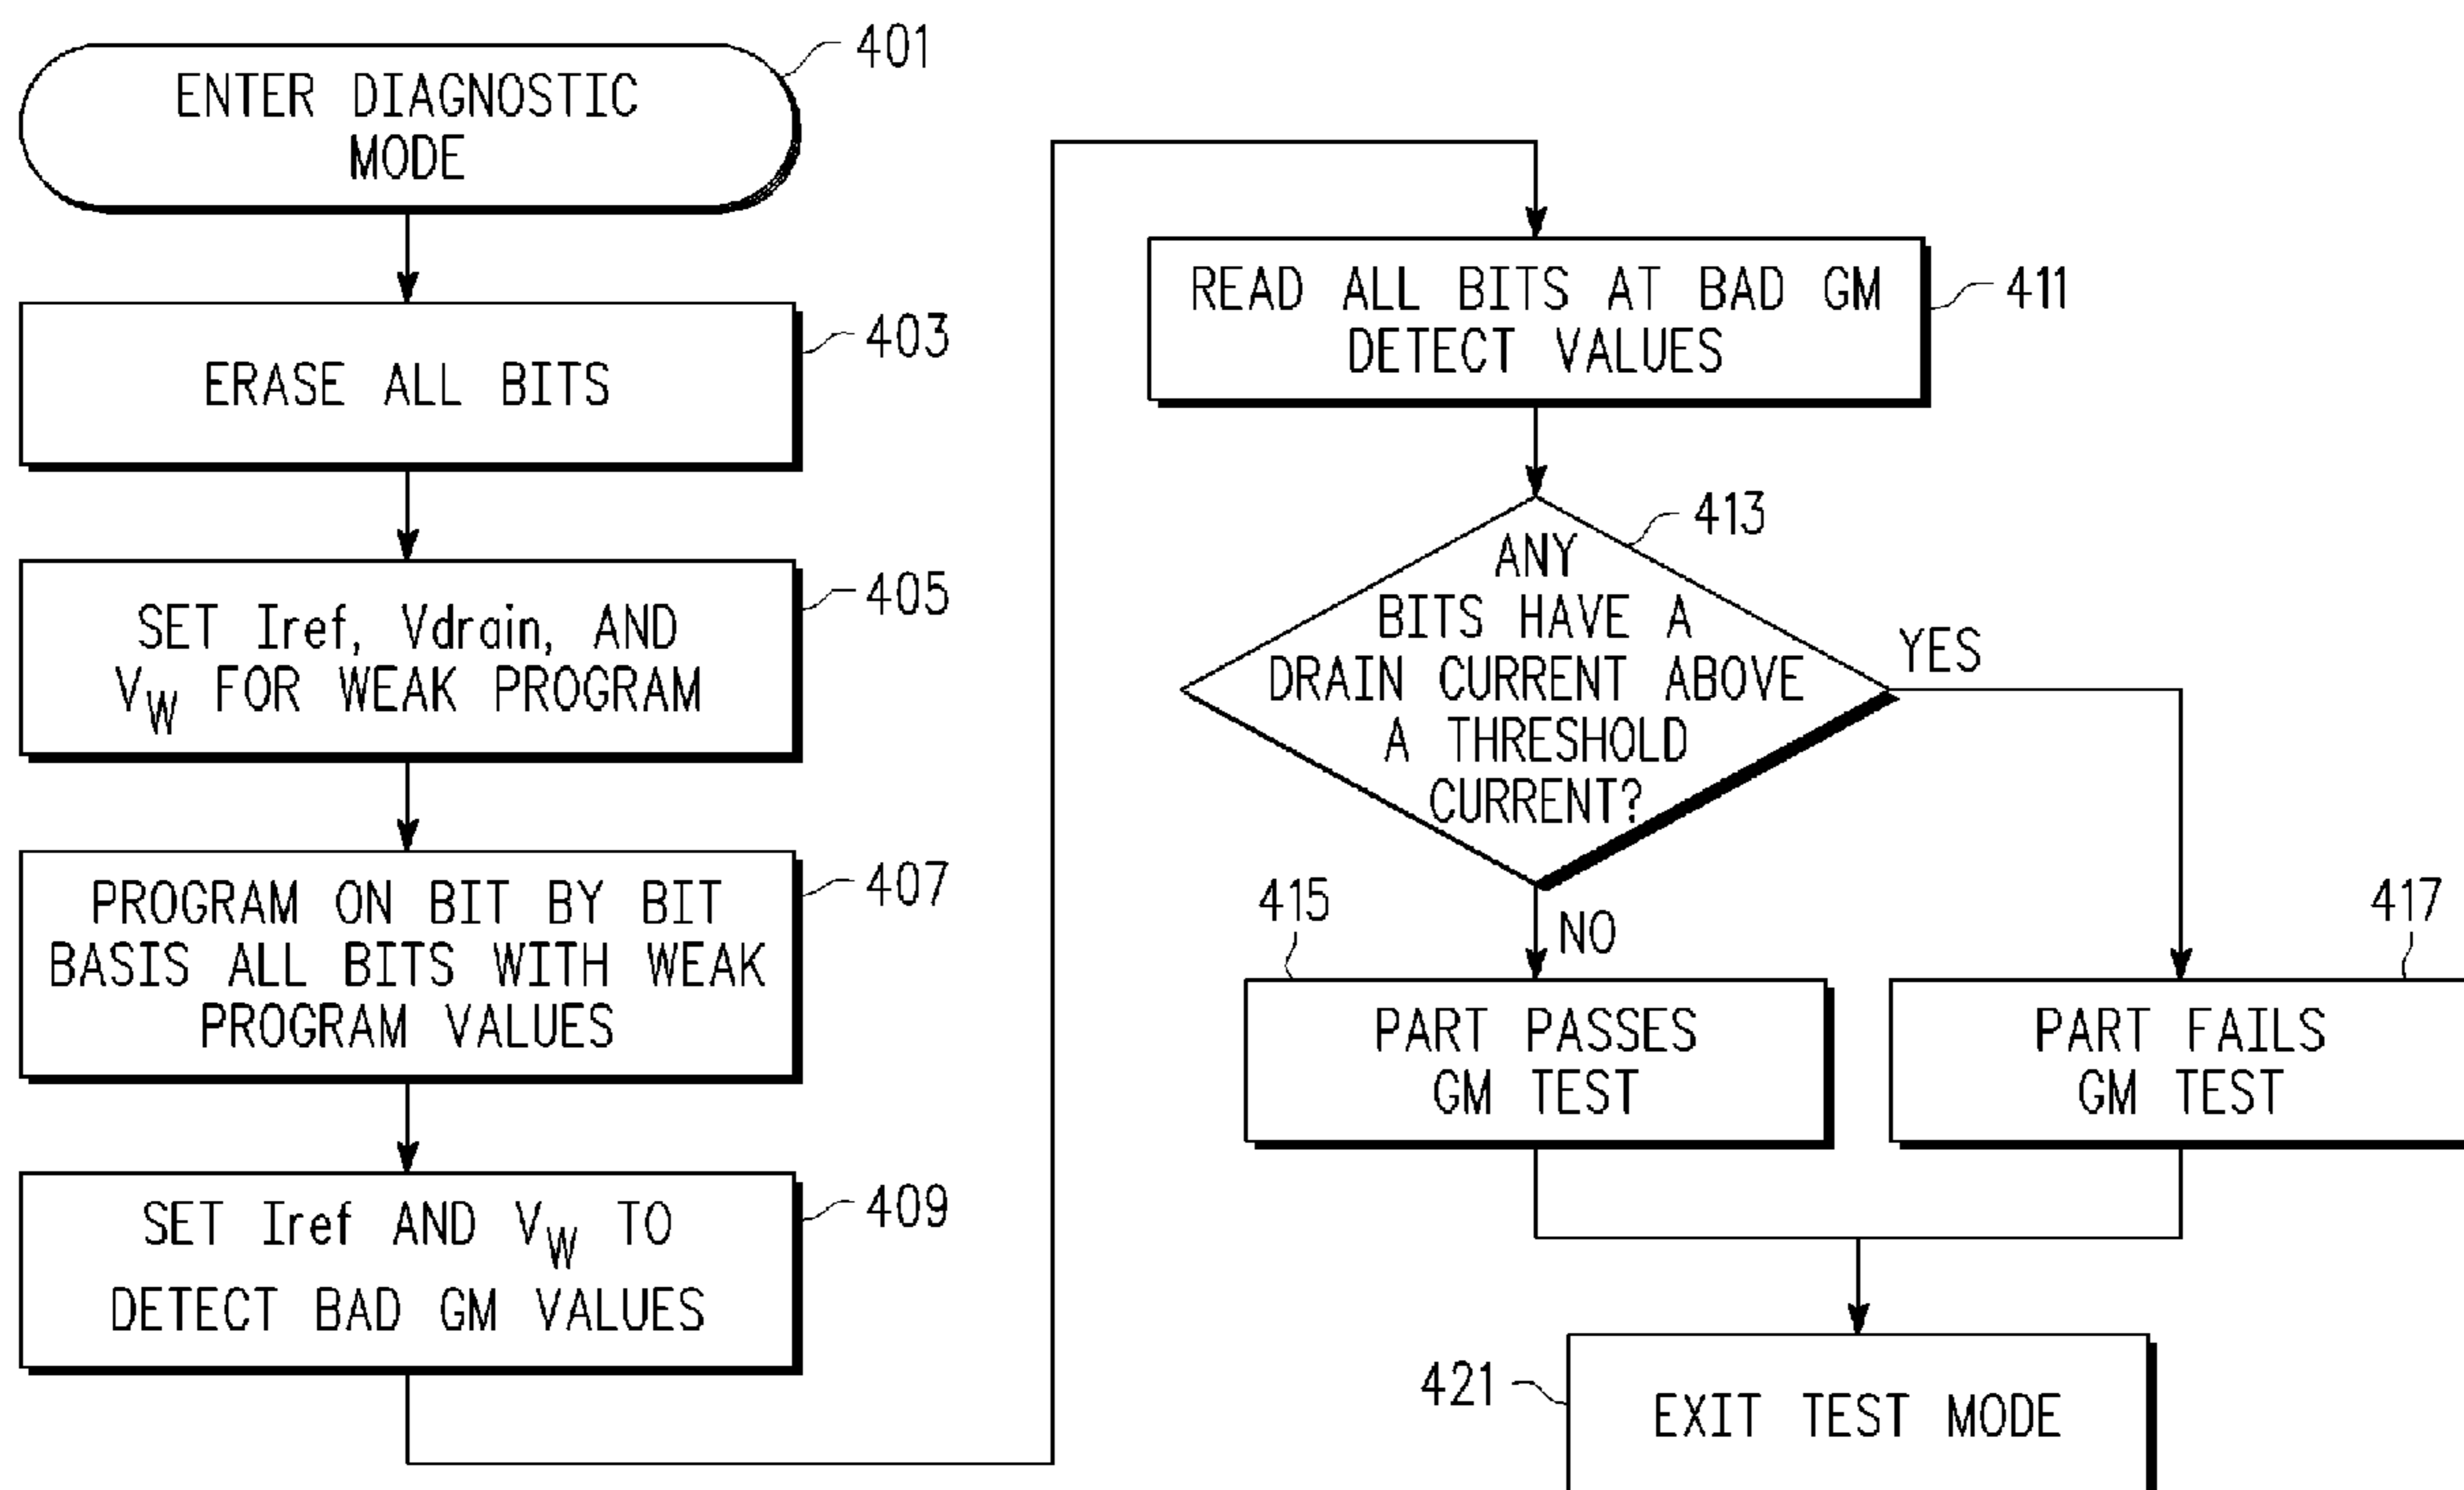 401
ENTER DIAGNOSTIC
MODE
403
ERASE ALL BITS
405
SET Iref, Vdrain, AND
VW FOR WEAK PROGRAM
407
PROGRAM ON BIT BY BIT
BASIS ALL BITS WITH WEAK
PROGRAM VALUES
409
SET Iref AND VW TO
DETECT BAD GM VALUES
411
READ ALL BITS AT BAD GM
DETECT VALUES
413
ANY
BITS HAVE A
DRAIN CURRENT ABOVE
A THRESHOLD
CURRENT?
YES
NO
415
PART PASSES
GM TEST
417
PART FAILS
GM TEST
421
EXIT TEST MODE